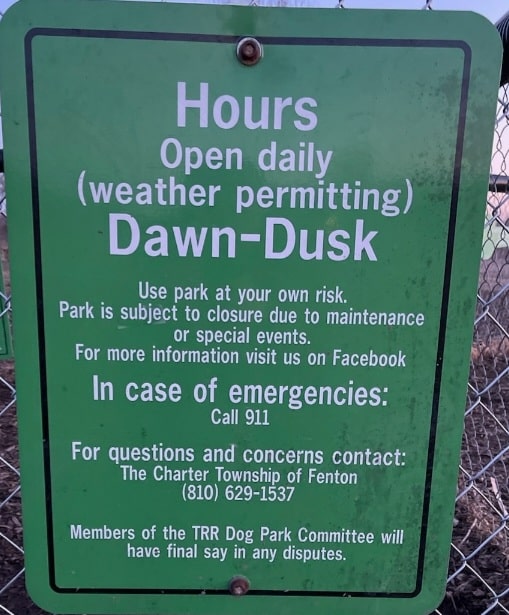 Hours
Open daily
(weather permitting)
Dawn-Dusk
Use park at your own risk.
Park is subject to closure due to maintenance
or special events.
For more information visit us on Facebook
In case of emergencies:
Call 911
For questions and concerns contact:
The Charter Township of Fenton
(810) 629-1537
Members of the TRR Dog Park Committee will
have final say in any disputes.